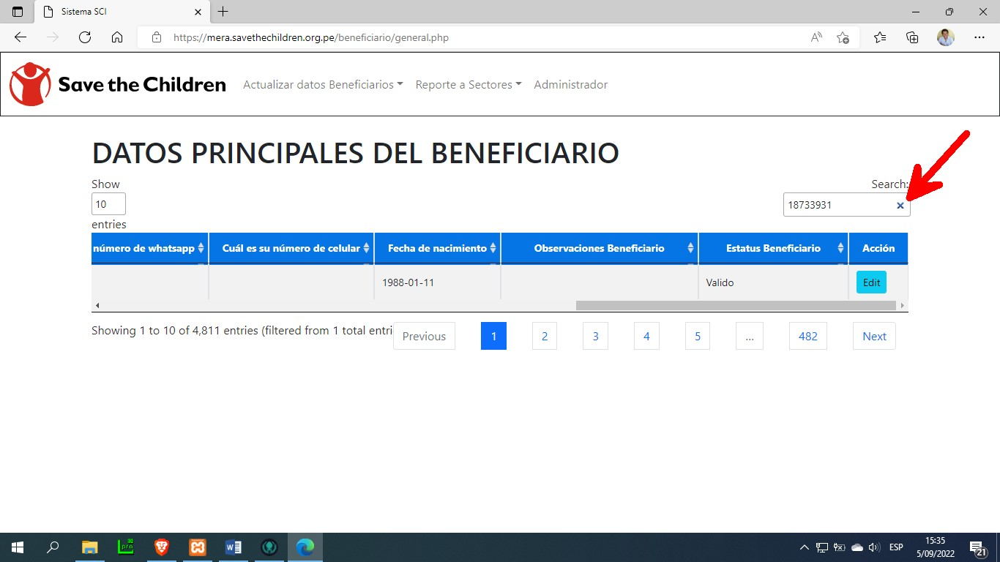 Sistema SCI
https://mera.savethechildren.org.pe/beneficiario/general.php
Save the Children Actualizar datos Beneficiarios Reporte a Sectores Administrador
DATOS PRINCIPALES DEL BENEFICIARIO
Show Search:
10 18733931
entries
número de whatsapp Cuál es su número de celular Fecha de nacimiento Observaciones Beneficiario Estatus Beneficiario Acción
1988-01-11 Valido Edit
Showing 1 to 10 of 4,811 entries (filtered from 1 total entri Previous 1 2 3 4 5 ... 482 Next
ESP 15:35
5/09/2022 21